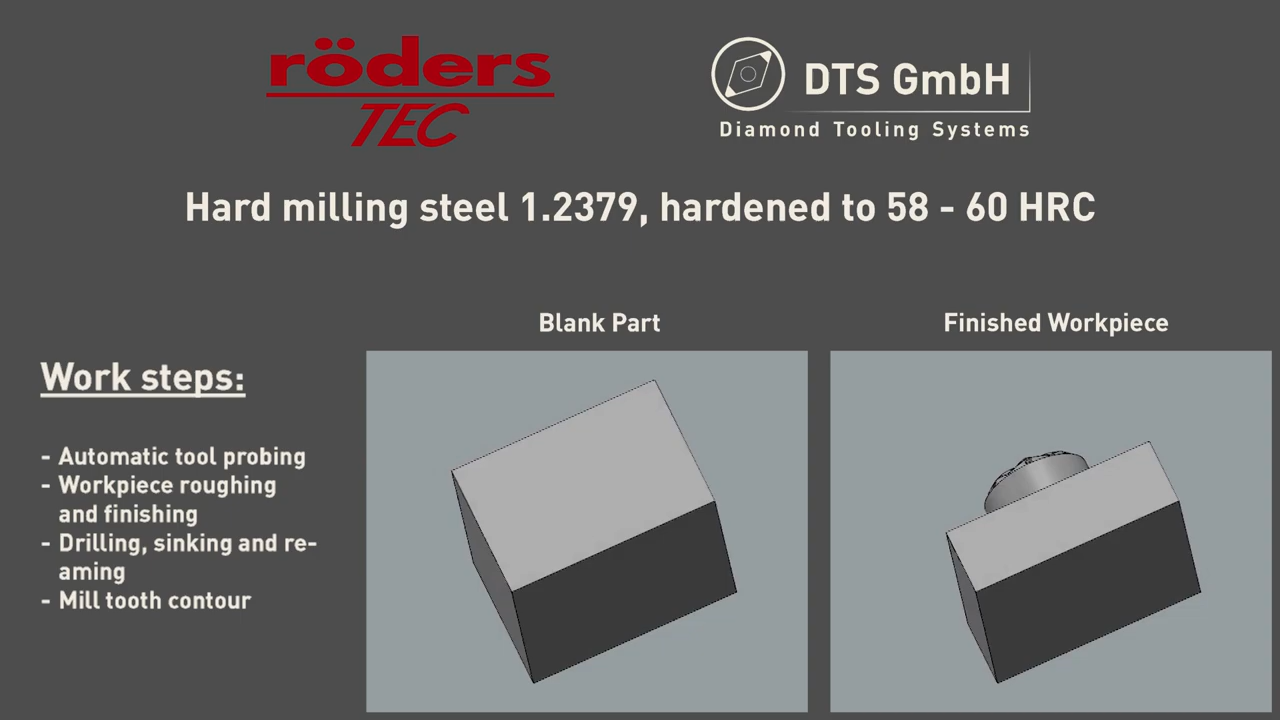 röders
TEC
DTS GmbH
Diamond Tooling Systems
Hard milling steel 1.2379, hardened to 58 - 60 HRC
Blank Part
Finished Workpiece
Work steps:
- Automatic tool probing
- Workpiece roughing
and finishing
- Drilling, sinking and re-
aming
- Mill tooth contour